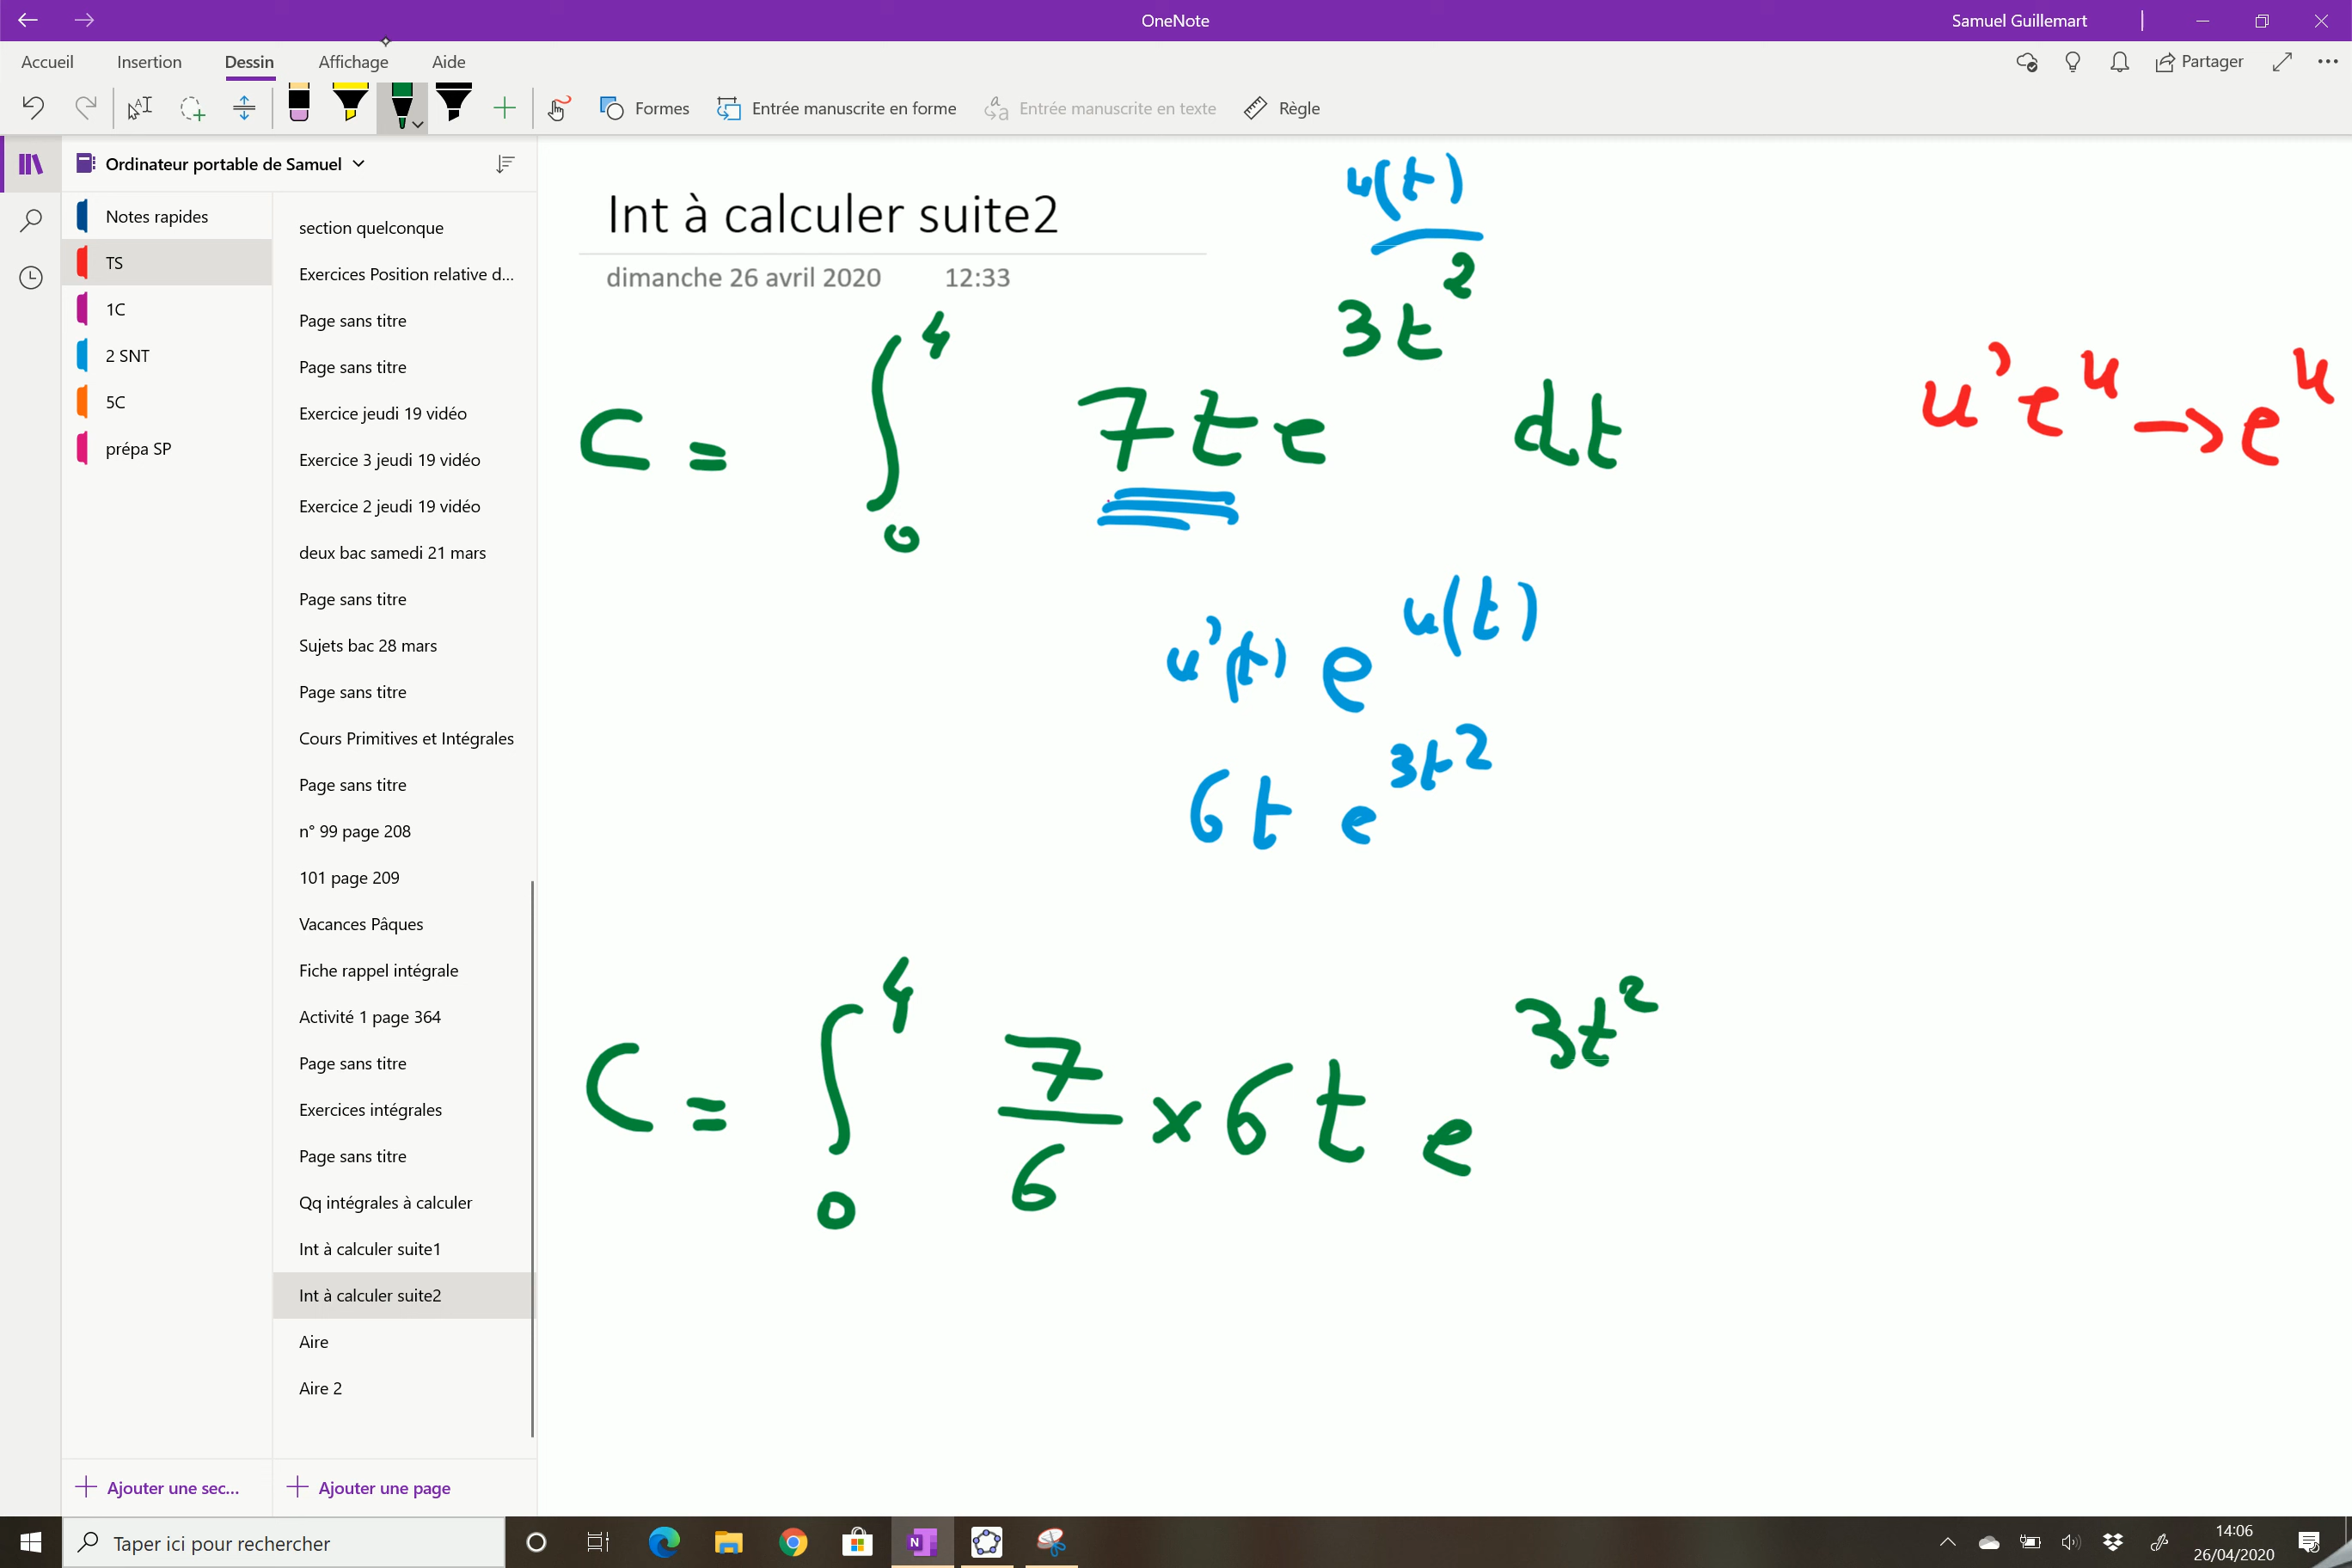 OneNote
Samuel Guillemart
Accueil Insertion Dessin Affichage Aide
Partager
Formes Entrée manuscrite en forme Entrée manuscrite en texte Règle
Ordinateur portable de Samuel
Notes rapides
TS
1C
2 SNT
5C
prépa SP
Ajouter une sec...
section quelconque
Exercices Position relative d...
Page sans titre
Page sans titre
Exercice jeudi 19 vidéo
Exercice 3 jeudi 19 vidéo
Exercice 2 jeudi 19 vidéo
deux bac samedi 21 mars
Page sans titre
Sujets bac 28 mars
Page sans titre
Cours Primitives et Intégrales
Page sans titre
n° 99 page 208
101 page 209
Vacances Pâques
Fiche rappel intégrale
Activité 1 page 364
Page sans titre
Exercices intégrales
Page sans titre
Qq intégrales à calculer
Int à calculer suite1
Int à calculer suite2
Aire
Aire 2
Ajouter une page
Int à calculer suite2
dimanche 26 avril 2020 12:33
u(t)
C = ∫₀⁴ 7t e^{3t²} dt
u'e^u → e^u
u'(t) e^{u(t)}
6t e^{3t²}
C = ∫₀⁴ 7/6 × 6t e^{3t²}
Taper ici pour rechercher
14:06
26/04/2020